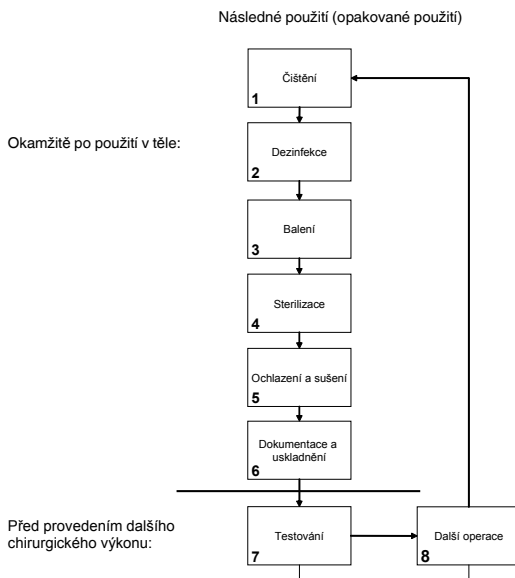 Následné použití (opakované použití)
Čištění
1
Okamžitě po použití v těle:
Dezinfekce
2
Balení
3
Sterilizace
4
Ochlazení a sušení
5
Dokumentace a
uskladnění
6
Před provedením dalšího
chirurgického výkonu:
Testování
7
Další operace
8